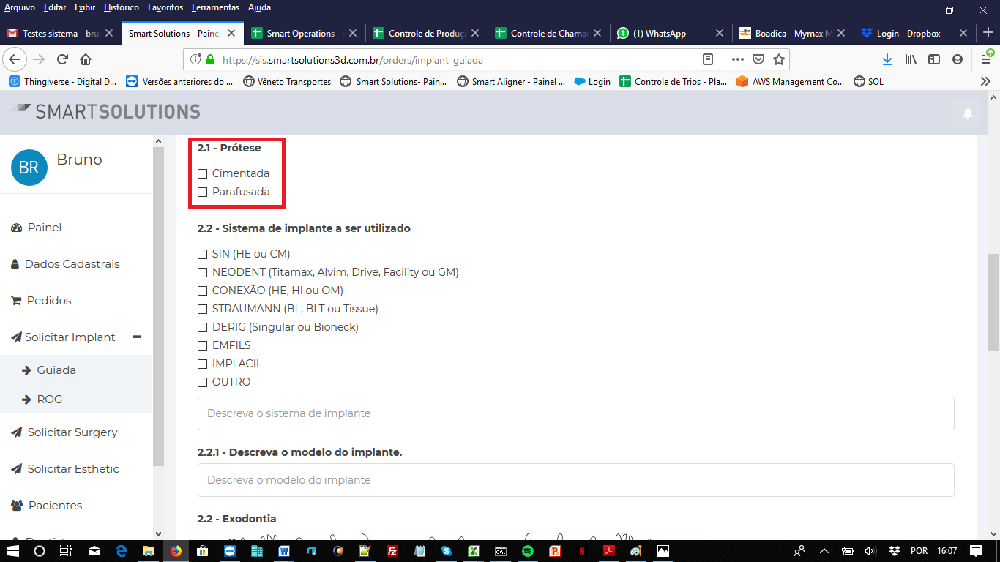 Arquivo Editar Exibir Histórico Favoritos Ferramentas Ajuda
Testes sistema - bru
Smart Solutions - Painel
Smart Operations - s
Controle de Produçã
Controle de Chama
(1) WhatsApp
Boadica - Mymax M
Login - Dropbox
https://sis.smartsolutions3d.com.br/orders/implant-guiada
Thingiverse - Digital D...
Versões anteriores do ...
Vêneto Transportes
Smart Solutions- Pain...
Smart Aligner - Painel ...
Login
Controle de Trios - Pla...
AWS Management Co...
SOL
SMARTSOLUTIONS
BR
Bruno
Painel
Dados Cadastrais
Pedidos
Solicitar Implant
Guiada
ROG
Solicitar Surgery
Solicitar Esthetic
Pacientes
2.1 - Prótese
Cimentada
Parafusada
2.2 - Sistema de implante a ser utilizado
SIN (HE ou CM)
NEODENT (Titamax, Alvim, Drive, Facility ou GM)
CONEXÃO (HE, HI ou OM)
STRAUMANN (BL, BLT ou Tissue)
DERIG (Singular ou Bioneck)
EMFILS
IMPLACIL
OUTRO
Descreva o sistema de implante
2.2.1 - Descreva o modelo do implante.
Descreva o modelo do implante
2.2 - Exodontia
POR 16:07